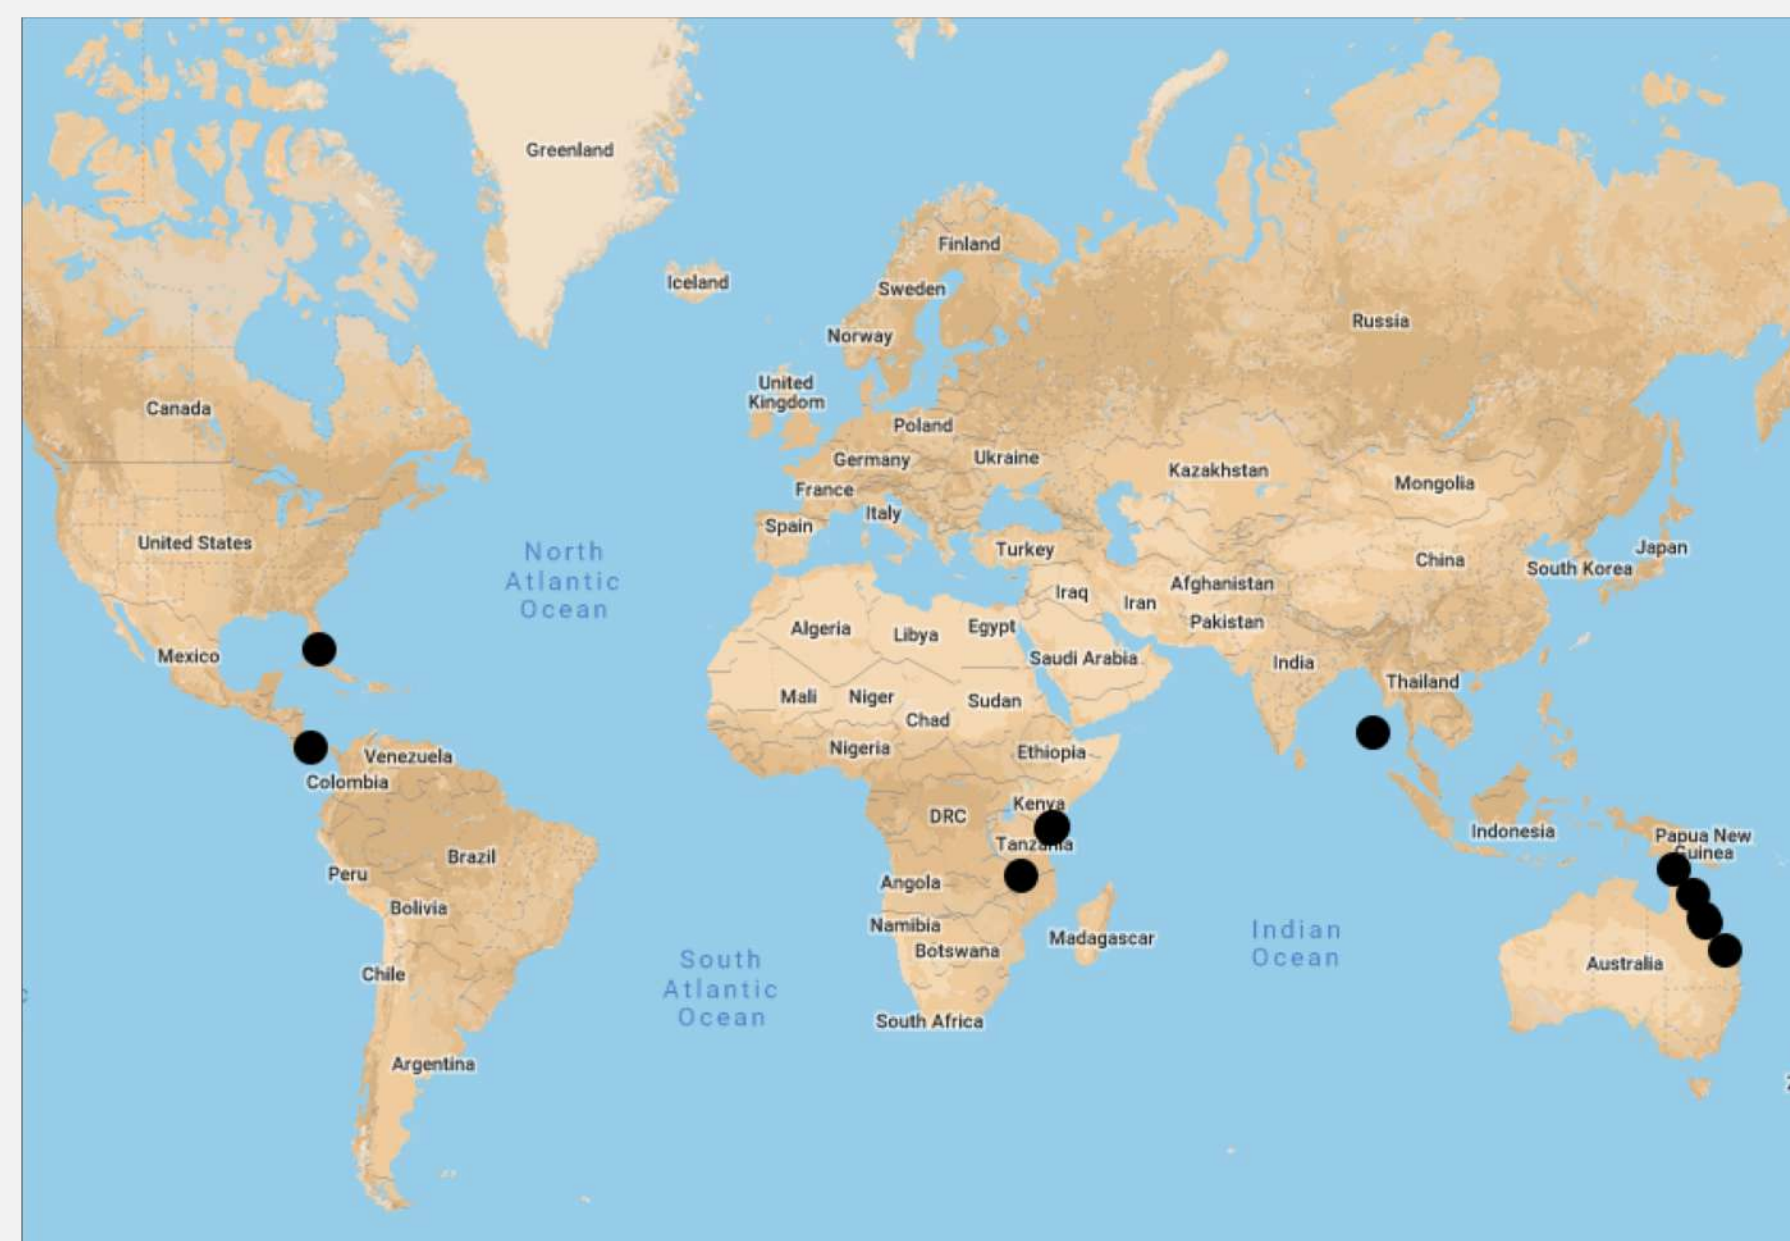 Greenland
Finland
Iceland
Sweden
Russia
Norway
United
Kingdom
Canada
Poland
Germany
Ukraine
Kazakhstan
Mongolia
France
Italy
Spain
United States
North
Atlantic
Ocean
Turkey
China
Japan
South Korea
Afghanistan
Iraq
Iran
Pakistan
Algeria
Libya
Egypt
Mexico
Saudi Arabia
India
Thailand
Mali
Niger
Sudan
Chad
Nigeria
Ethiopia
Venezuela
Colombia
Kenya
DRC
Tanzania
Indonesia
Papua New
Guinea
Brazil
Peru
Angola
Bolivia
Namibia
Botswana
Madagascar
Indian
Ocean
South
Atlantic
Ocean
Chile
Australia
South Africa
Argentina